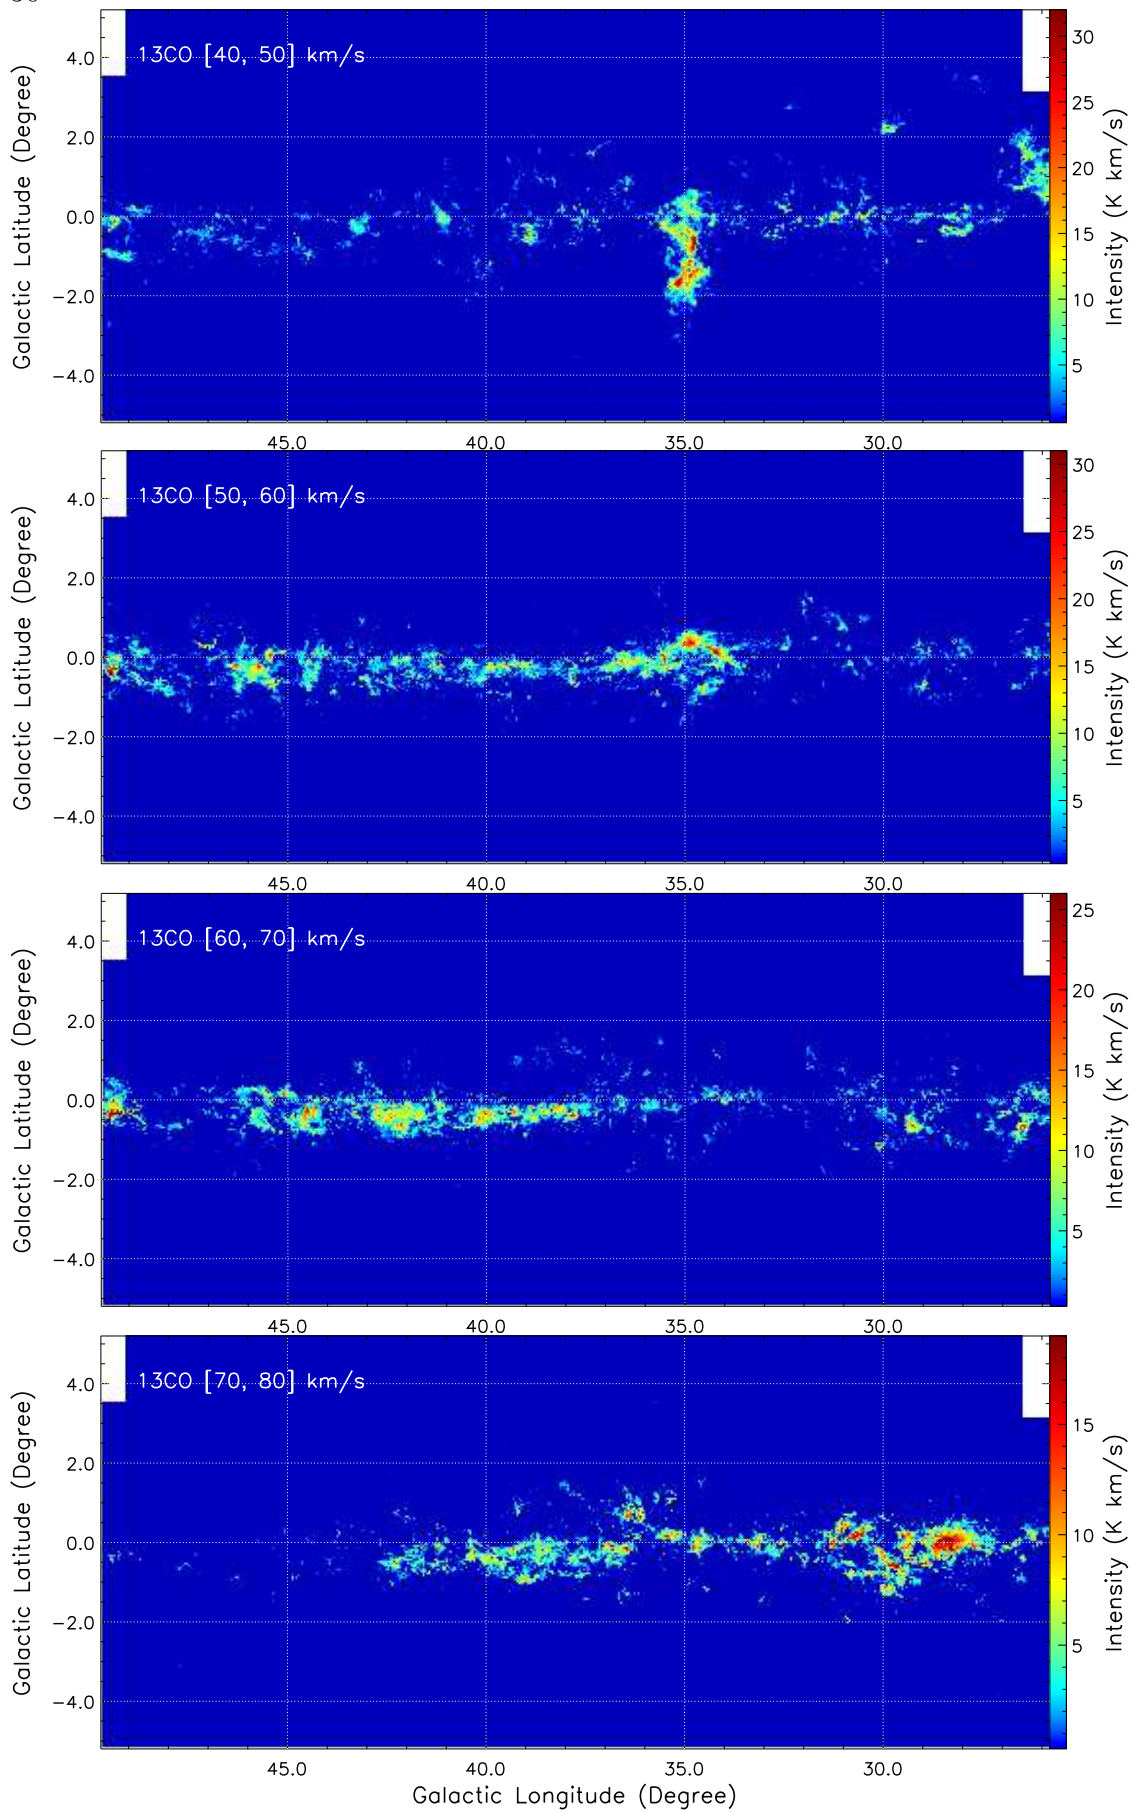 13CO [40, 50] km/s
Galactic Latitude (Degree)
4.0
2.0
0.0
−2.0
−4.0
45.0 40.0 35.0 30.0
30
25
20
15
10
5
Intensity (K km/s)
13CO [50, 60] km/s
Galactic Latitude (Degree)
4.0
2.0
0.0
−2.0
−4.0
45.0 40.0 35.0 30.0
30
25
20
15
10
5
Intensity (K km/s)
13CO [60, 70] km/s
Galactic Latitude (Degree)
4.0
2.0
0.0
−2.0
−4.0
45.0 40.0 35.0 30.0
25
20
15
10
5
Intensity (K km/s)
13CO [70, 80] km/s
Galactic Latitude (Degree)
4.0
2.0
0.0
−2.0
−4.0
45.0 40.0 35.0 30.0
15
10
5
Intensity (K km/s)
Galactic Longitude (Degree)